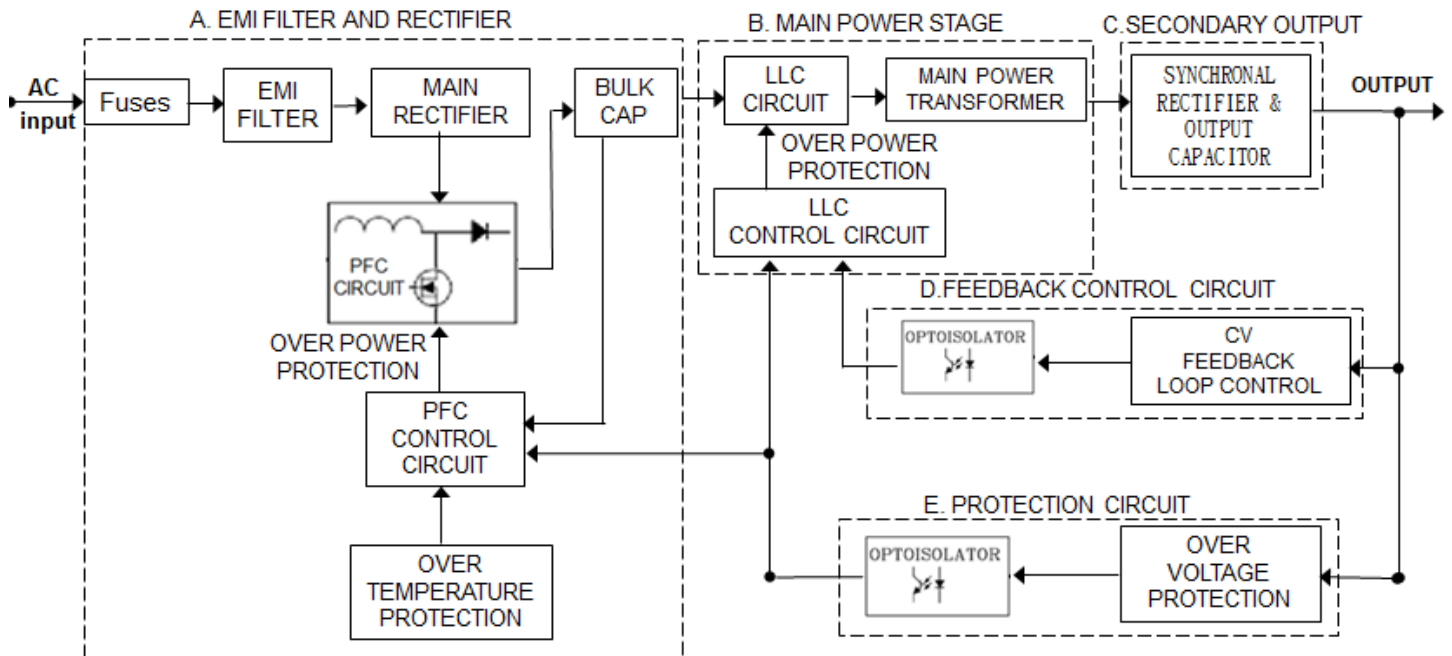 A. EMI FILTER AND RECTIFIER
B. MAIN POWER STAGE
C.SECONDARY OUTPUT
AC
input
Fuses
EMI
FILTER
MAIN
RECTIFIER
BULK
CAP
LLC
CIRCUIT
MAIN POWER
TRANSFORMER
SYNCHRONAL
RECTIFIER &
OUTPUT
CAPACITOR
OUTPUT
OVER POWER
PROTECTION
LLC
CONTROL CIRCUIT
PFC
CIRCUIT
OVER POWER
PROTECTION
PFC
CONTROL
CIRCUIT
OVER
TEMPERATURE
PROTECTION
D.FEEDBACK CONTROL CIRCUIT
OPTOISOLATOR
CV
FEEDBACK
LOOP CONTROL
E. PROTECTION CIRCUIT
OPTOISOLATOR
OVER
VOLTAGE
PROTECTION